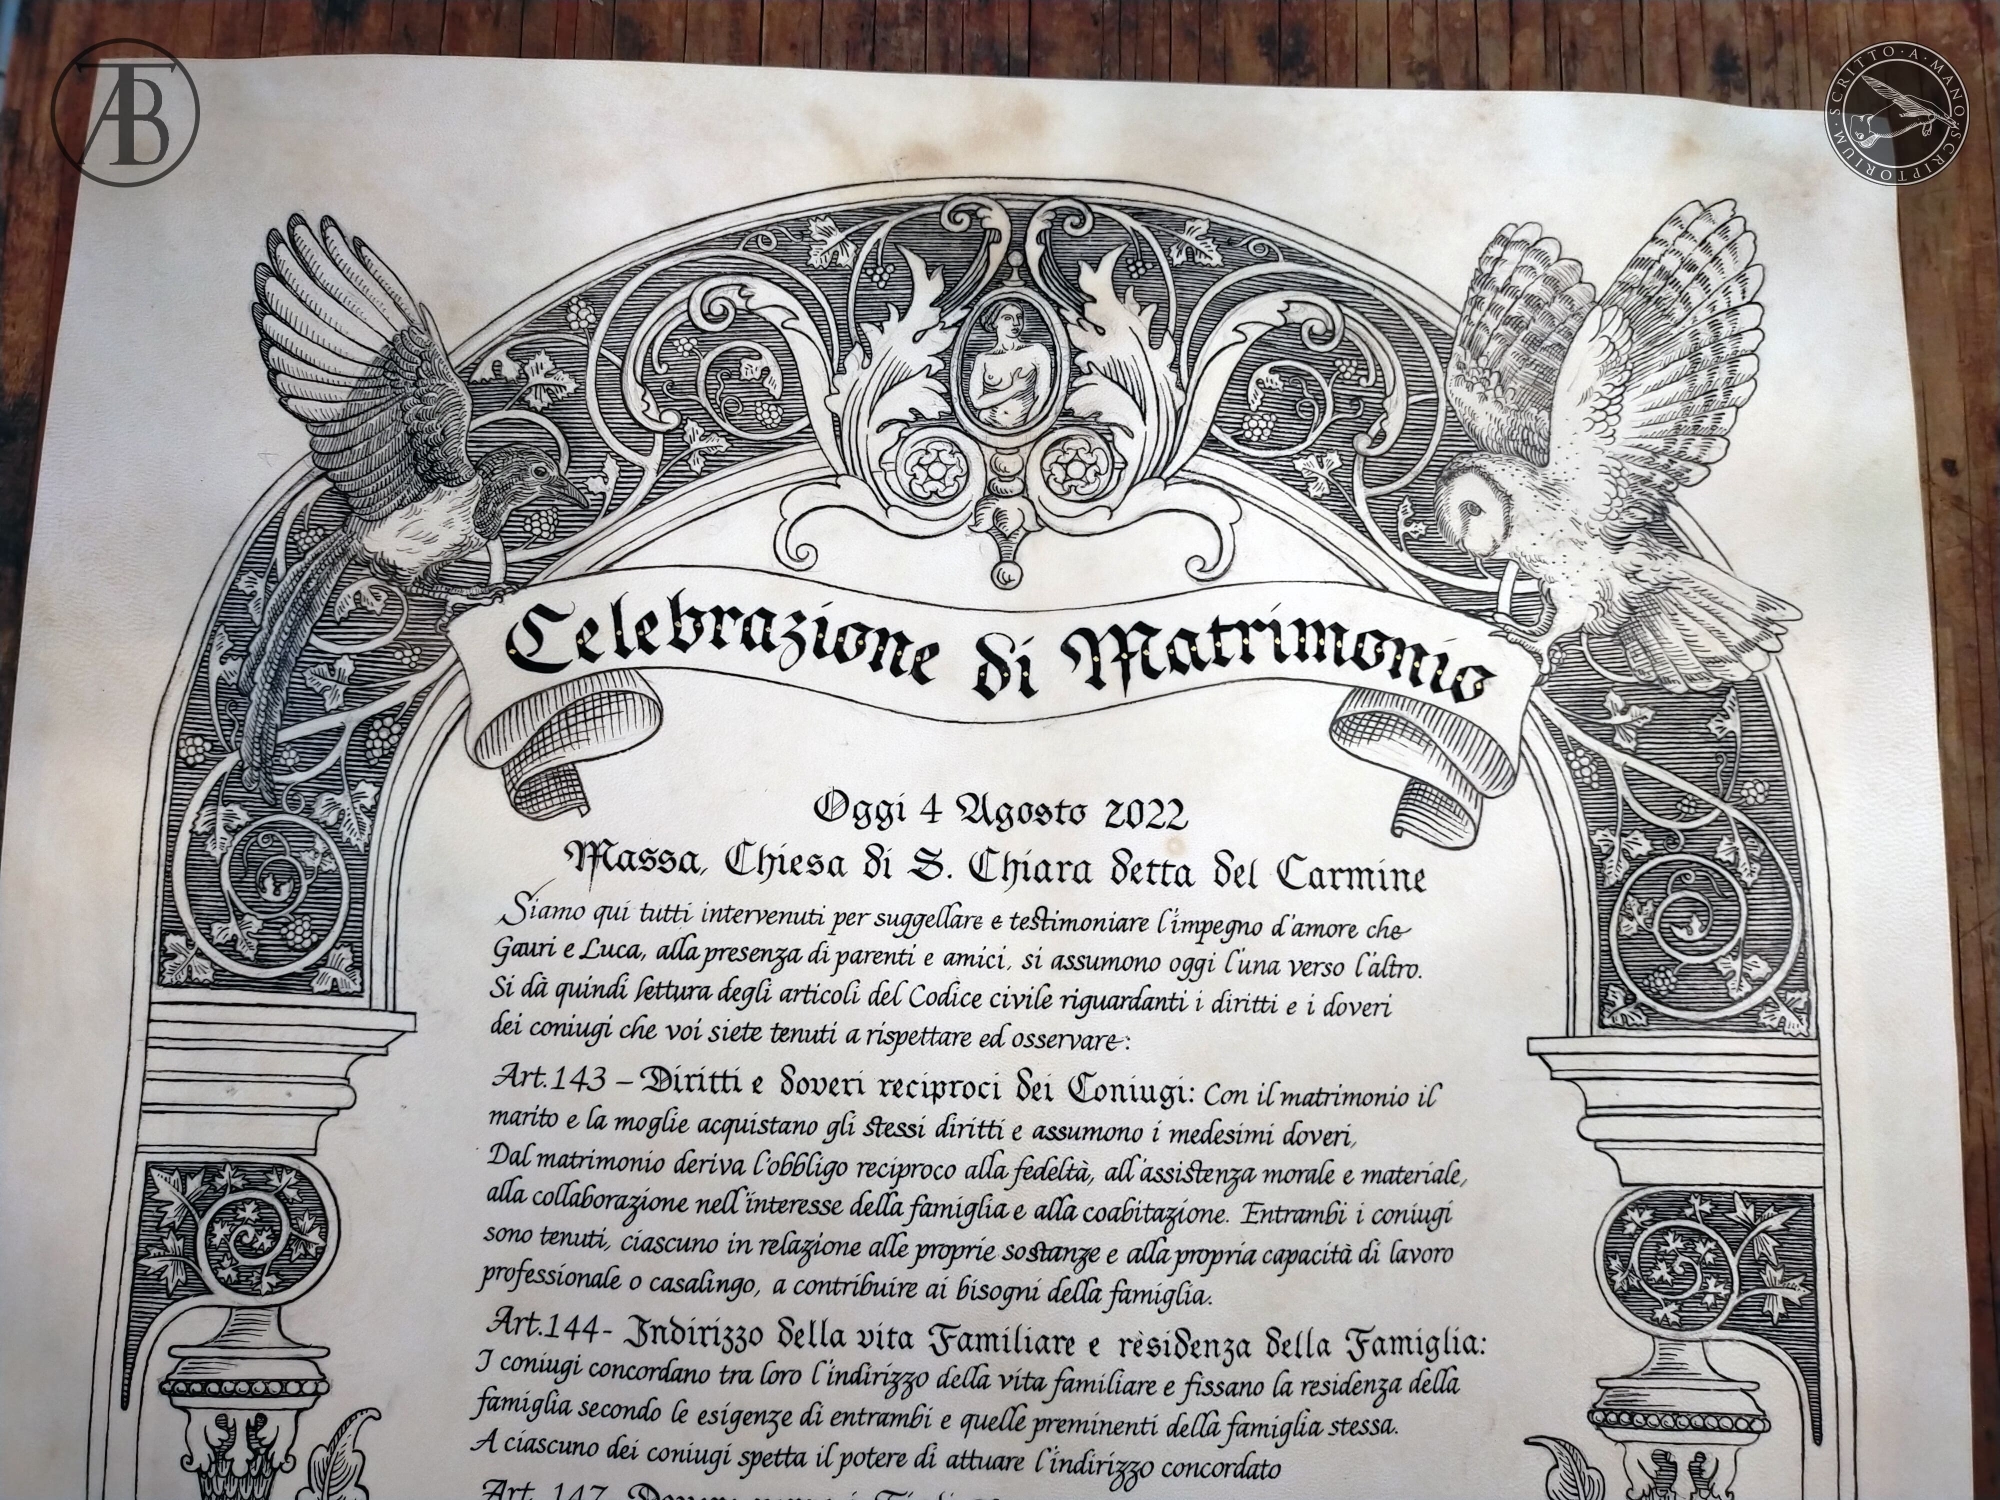 ATB
SCRITTO · A · MANO · SCRIPTORIUM ·
Celebrazione di Matrimonio
Oggi 4 Agosto 2022
Massa, Chiesa di S. Chiara detta del Carmine
Siamo qui tutti intervenuti per suggellare e testimoniare l'impegno d'amore che
Gauri e Luca, alla presenza di parenti e amici, si assumono oggi l'una verso l'altro.
Si dà quindi lettura degli articoli del Codice civile riguardanti i diritti e i doveri
dei coniugi che voi siete tenuti a rispettare ed osservare:
Art.143 – Diritti e doveri reciproci dei Coniugi: Con il matrimonio il
marito e la moglie acquistano gli stessi diritti e assumono i medesimi doveri,
Dal matrimonio deriva l'obbligo reciproco alla fedeltà, all'assistenza morale e materiale,
alla collaborazione nell'interesse della famiglia e alla coabitazione. Entrambi i coniugi
sono tenuti, ciascuno in relazione alle proprie sostanze e alla propria capacità di lavoro
professionale o casalingo, a contribuire ai bisogni della famiglia.
Art.144- Indirizzo della vita Familiare e rèsidenza della Famiglia:
I coniugi concordano tra loro l'indirizzo della vita familiare e fissano la residenza della
famiglia secondo le esigenze di entrambi e quelle preminenti della famiglia stessa.
A ciascuno dei coniugi spetta il potere di attuare l'indirizzo concordato
Art. 147